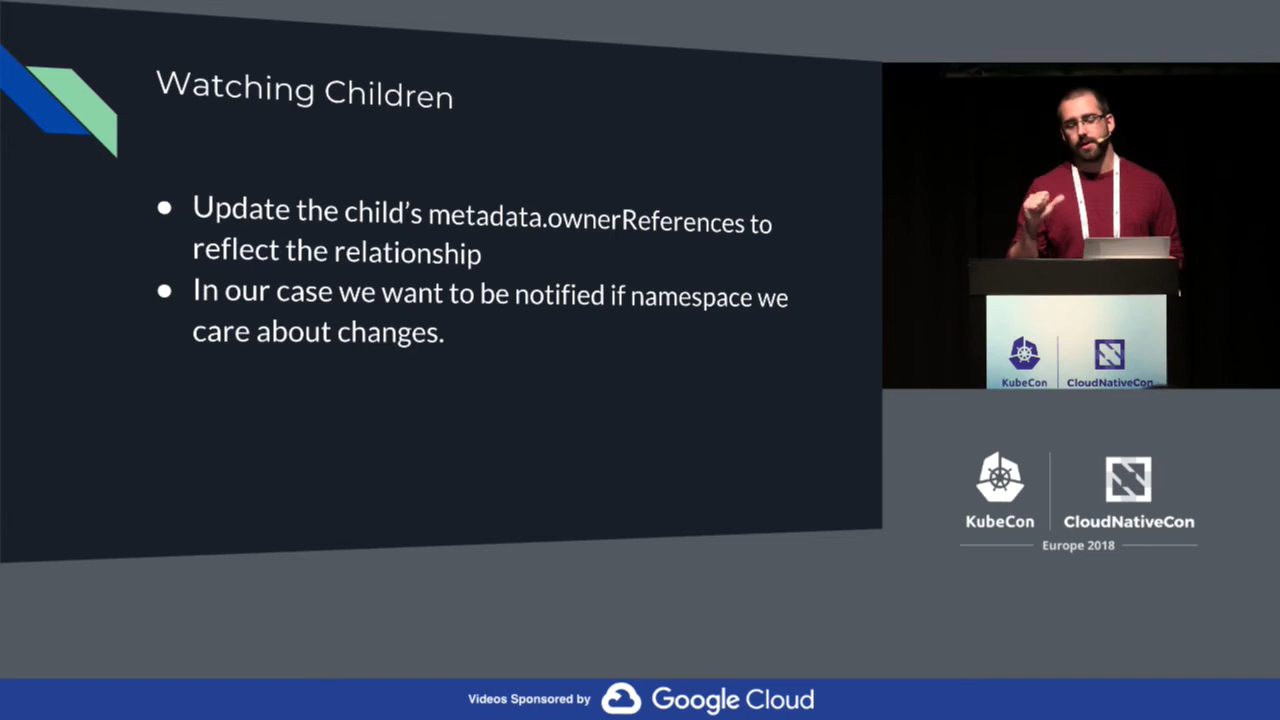 Watching Children
● Update the child's metadata.ownerReferences to
reflect the relationship
● In our case we want to be notified if namespace we
care about changes.
KubeCon
CloudNativeCon
KubeCon
CloudNativeCon
Europe 2018
Videos Sponsored by
Google Cloud